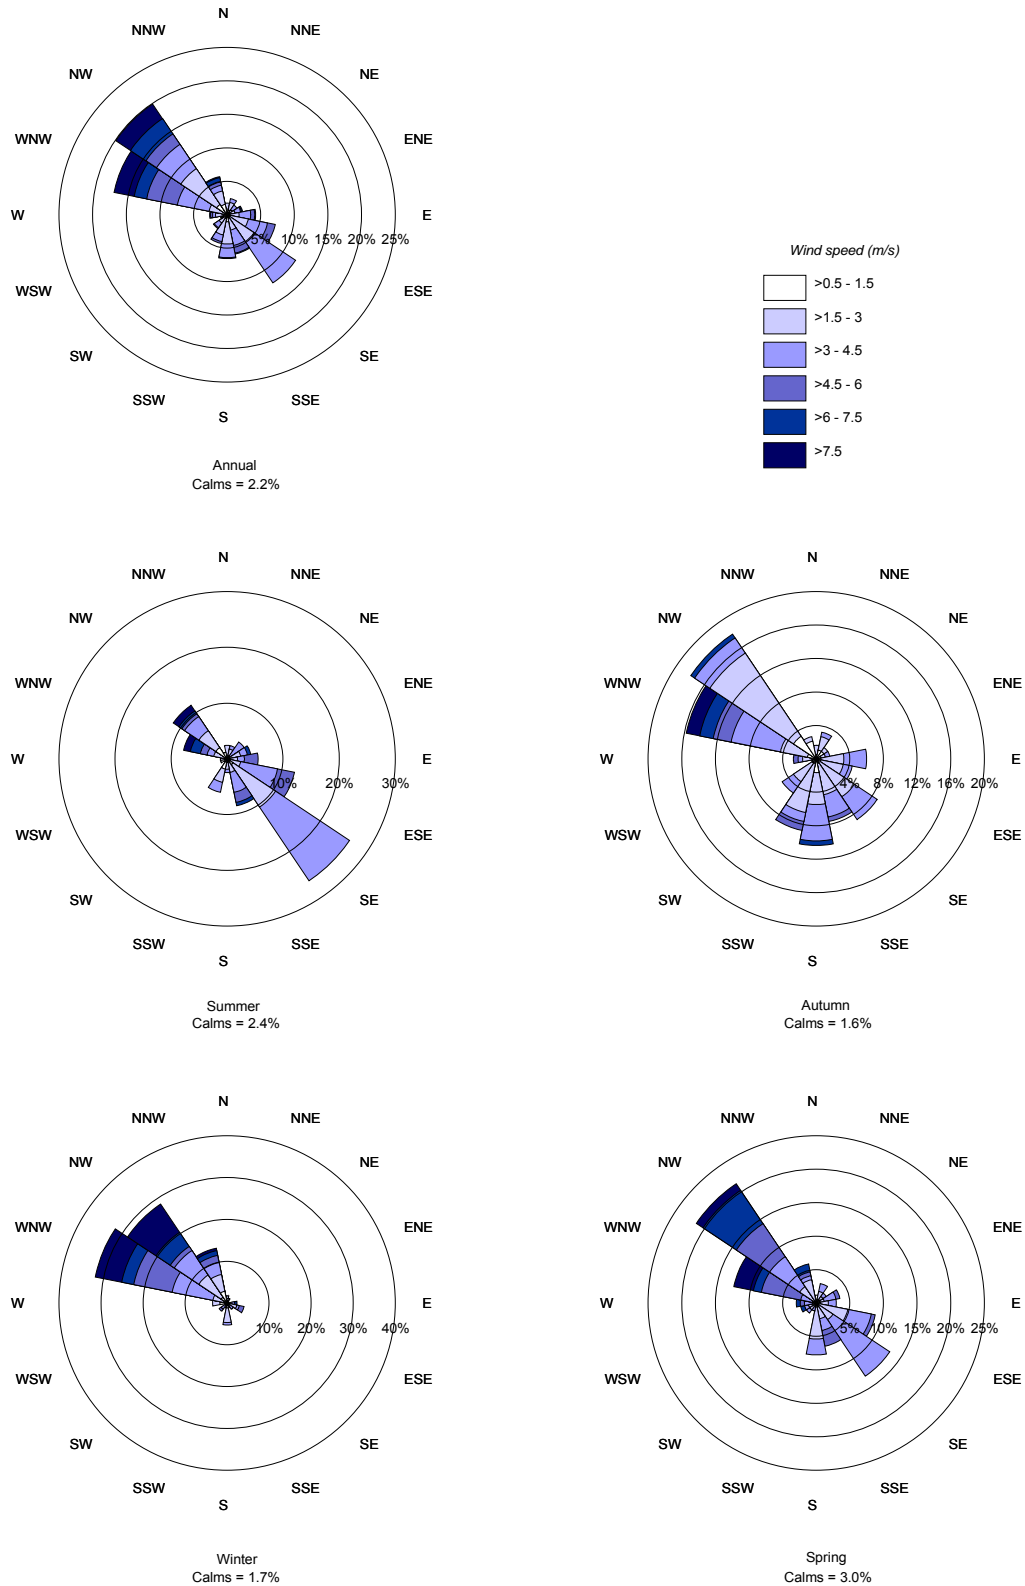 N
NNW NNE
NW NE
WNW ENE
W E
5% 10% 15% 20% 25%
WSW ESE
SW SE
SSW SSE
S
Annual
Calms = 2.2%
Wind speed (m/s)
>0.5 - 1.5
>1.5 - 3
>3 - 4.5
>4.5 - 6
>6 - 7.5
>7.5
N
NNW NNE
NW NE
WNW ENE
W E
10% 20% 30%
WSW ESE
SW SE
SSW SSE
S
Summer
Calms = 2.4%
N
NNW NNE
NW NE
WNW ENE
W E
4% 8% 12% 16% 20%
WSW ESE
SW SE
SSW SSE
S
Autumn
Calms = 1.6%
N
NNW NNE
NW NE
WNW ENE
W E
10% 20% 30% 40%
WSW ESE
SW SE
SSW SSE
S
Winter
Calms = 1.7%
N
NNW NNE
NW NE
WNW ENE
W E
5% 10% 15% 20% 25%
WSW ESE
SW SE
SSW SSE
S
Spring
Calms = 3.0%